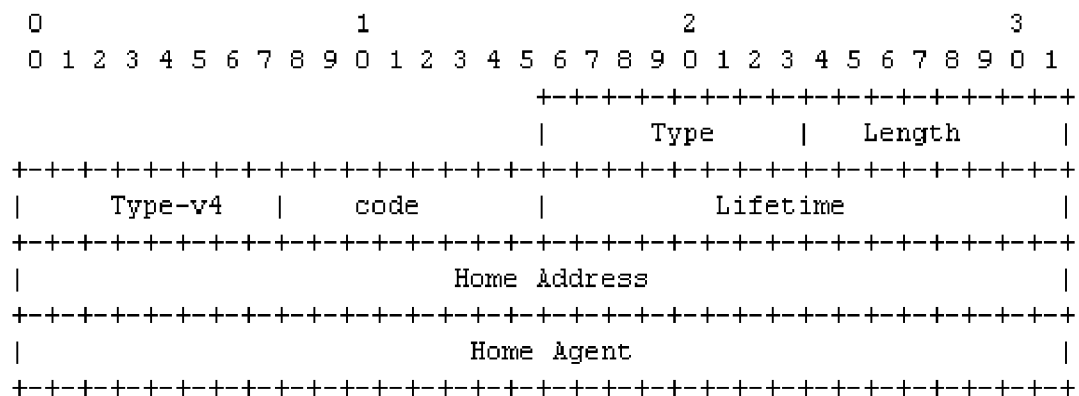 0                   1                   2                   3
0 1 2 3 4 5 6 7 8 9 0 1 2 3 4 5 6 7 8 9 0 1 2 3 4 5 6 7 8 9 0 1
                                +-+-+-+-+-+-+-+-+-+-+-+-+-+-+-+-+
                                |      Type     |   Length      |
+-+-+-+-+-+-+-+-+-+-+-+-+-+-+-+-+-+-+-+-+-+-+-+-+-+-+-+-+-+-+-+-+
|     Type-v4   |    code       |          Lifetime             |
+-+-+-+-+-+-+-+-+-+-+-+-+-+-+-+-+-+-+-+-+-+-+-+-+-+-+-+-+-+-+-+-+
|                          Home Address                         |
+-+-+-+-+-+-+-+-+-+-+-+-+-+-+-+-+-+-+-+-+-+-+-+-+-+-+-+-+-+-+-+-+
|                           Home Agent                          |
+-+-+-+-+-+-+-+-+-+-+-+-+-+-+-+-+-+-+-+-+-+-+-+-+-+-+-+-+-+-+-+-+